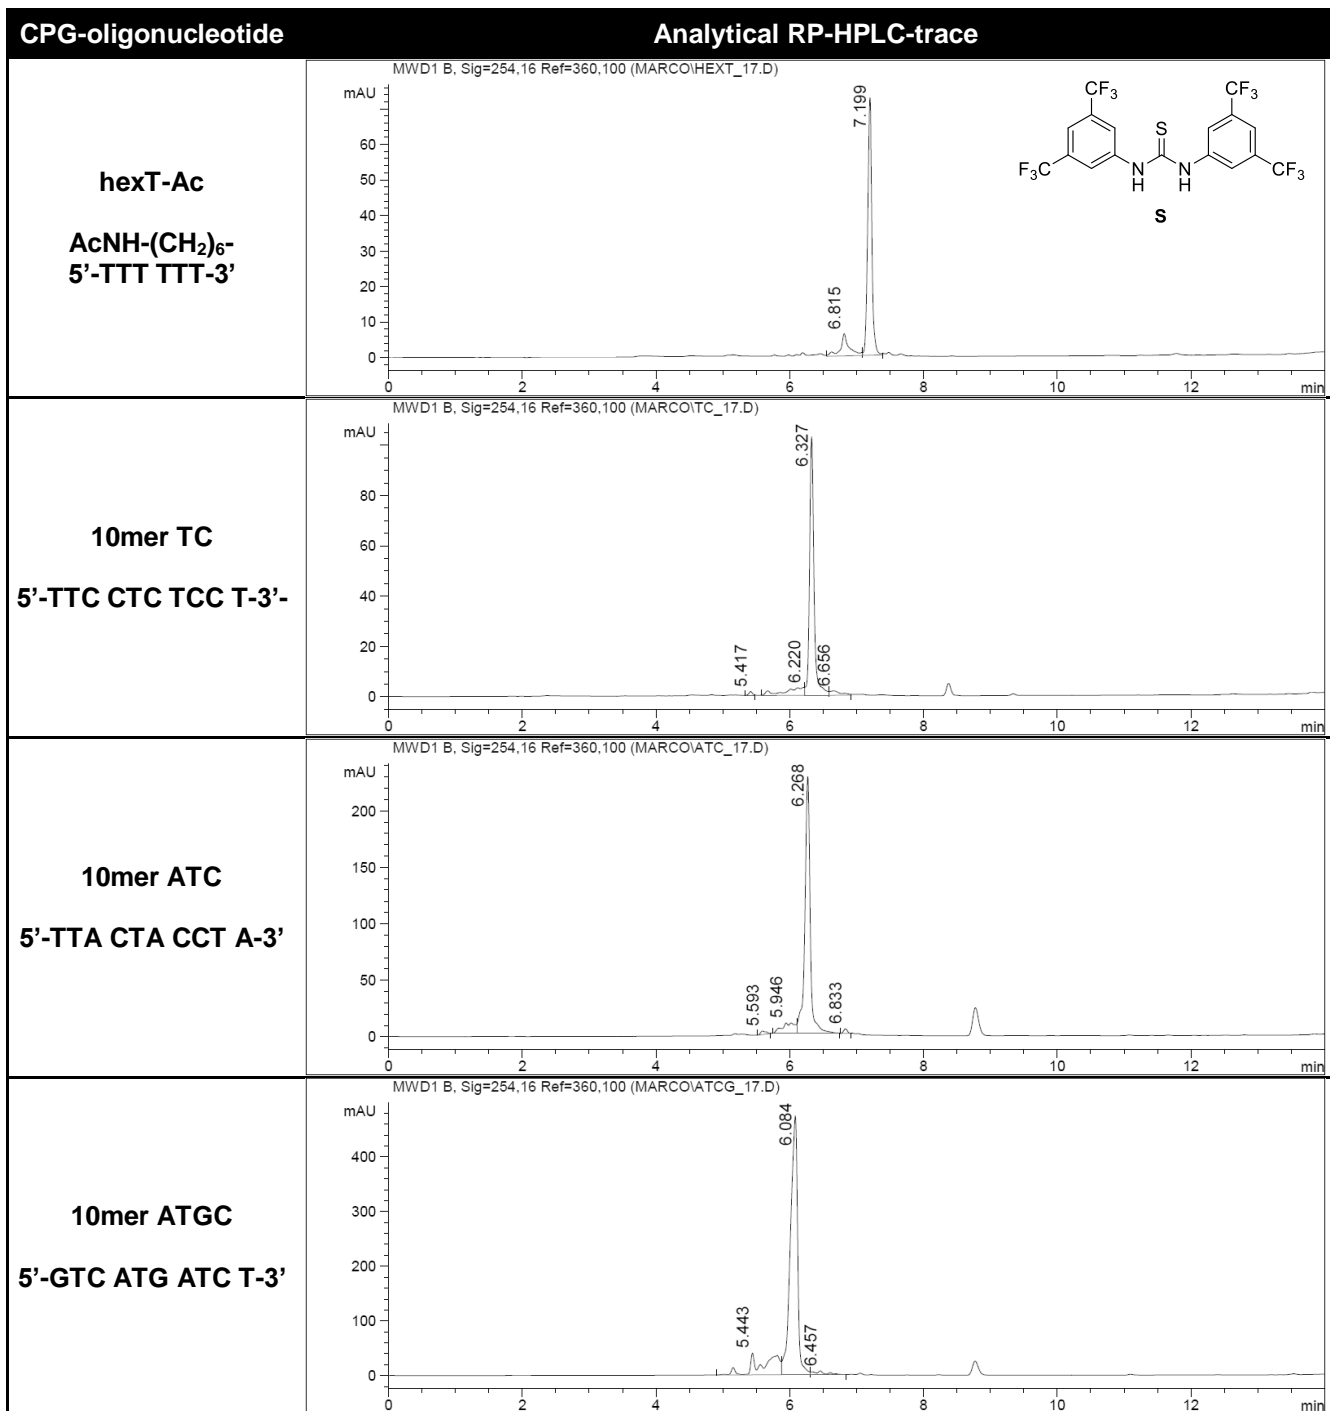 CPG-oligonucleotide Analytical RP-HPLC-trace
hexT-Ac
AcNH-(CH₂)₆-
5’-TTT TTT-3’
MWD1 B, Sig=254,16 Ref=360,100 (MARCO\HEXT_17.D)
mAU
60
50
40
30
20
10
0
6.815
7.199
0 2 4 6 8 10 12 min
CF₃ CF₃
S
F₃C N N CF₃
H H
S
10mer TC
5’-TTC CTC TCC T-3’-
MWD1 B, Sig=254,16 Ref=360,100 (MARCO\TC_17.D)
mAU
80
60
40
20
0
5.417
6.220
6.327
6.656
0 2 4 6 8 10 12 min
10mer ATC
5’-TTA CTA CCT A-3’
MWD1 B, Sig=254,16 Ref=360,100 (MARCO\ATC_17.D)
mAU
200
150
100
50
0
5.593
5.946
6.268
6.833
0 2 4 6 8 10 12 min
10mer ATGC
5’-GTC ATG ATC T-3’
MWD1 B, Sig=254,16 Ref=360,100 (MARCO\ATCG_17.D)
mAU
400
300
200
100
0
5.443
6.084
6.457
0 2 4 6 8 10 12 min